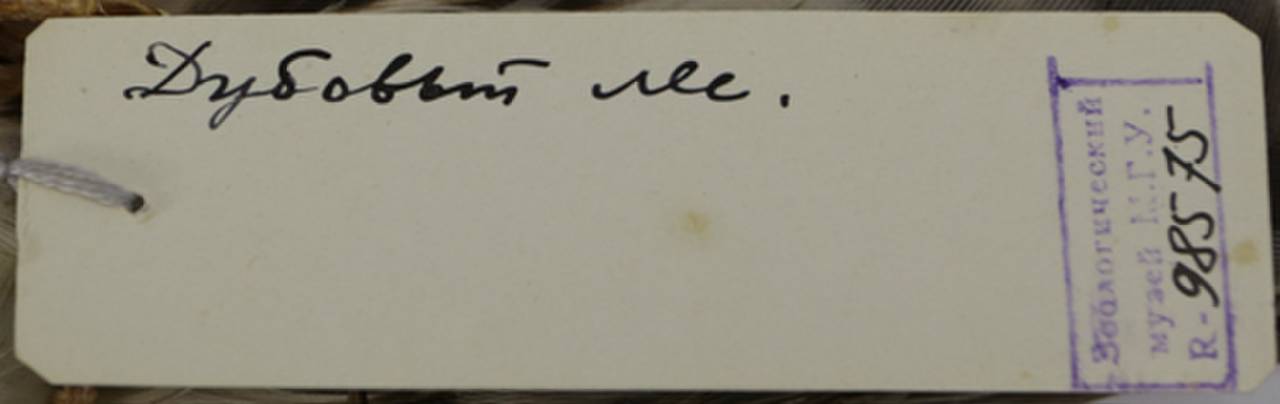 Дубовый лес.
Зоологический
музей М.Г.У.
R-98575